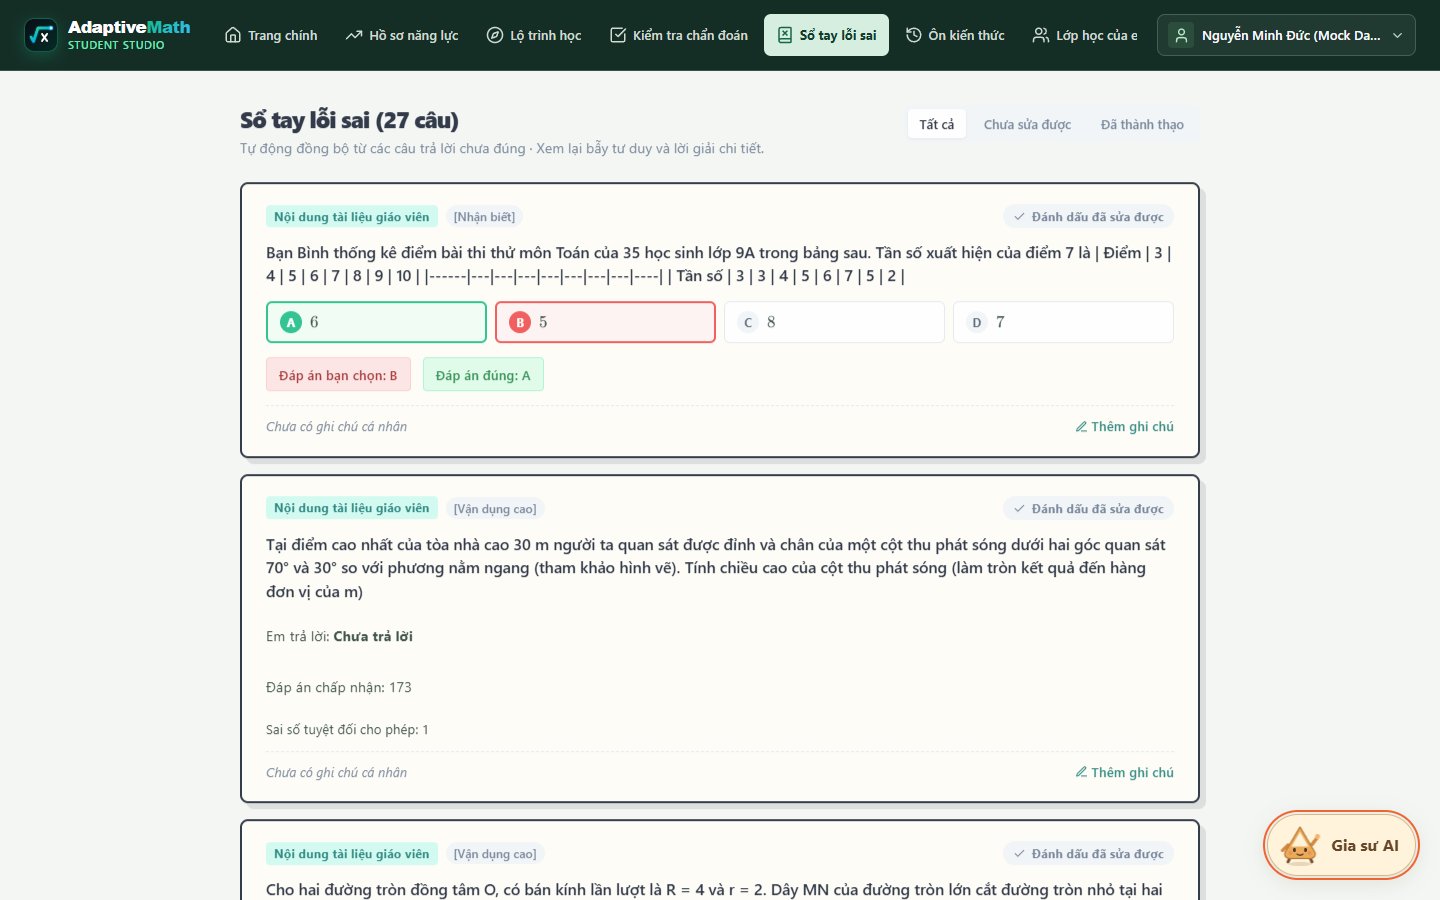 AdaptiveMath
STUDENT STUDIO
Trang chính
Hồ sơ năng lực
Lộ trình học
Kiểm tra chẩn đoán
Sổ tay lỗi sai
Ôn kiến thức
Lớp học của e
Nguyễn Minh Đức (Mock Da...
Sổ tay lỗi sai (27 câu)
Tự động đồng bộ từ các câu trả lời chưa đúng · Xem lại bẫy tư duy và lời giải chi tiết.
Tất cả
Chưa sửa được
Đã thành thạo
Nội dung tài liệu giáo viên
[Nhận biết]
Đánh dấu đã sửa được
Bạn Bình thống kê điểm bài thi thử môn Toán của 35 học sinh lớp 9A trong bảng sau. Tần số xuất hiện của điểm 7 là | Điểm | 3 |
4 | 5 | 6 | 7 | 8 | 9 | 10 | |------|---|---|---|---|---|---|---|----| | Tần số | 3 | 3 | 4 | 5 | 6 | 7 | 5 | 2 |
A 6
B 5
C 8
D 7
Đáp án bạn chọn: B
Đáp án đúng: A
Chưa có ghi chú cá nhân
Thêm ghi chú
Nội dung tài liệu giáo viên
[Vận dụng cao]
Đánh dấu đã sửa được
Tại điểm cao nhất của tòa nhà cao 30 m người ta quan sát được đỉnh và chân của một cột thu phát sóng dưới hai góc quan sát
70° và 30° so với phương nằm ngang (tham khảo hình vẽ). Tính chiều cao của cột thu phát sóng (làm tròn kết quả đến hàng
đơn vị của m)
Em trả lời: Chưa trả lời
Đáp án chấp nhận: 173
Sai số tuyệt đối cho phép: 1
Chưa có ghi chú cá nhân
Thêm ghi chú
Nội dung tài liệu giáo viên
[Vận dụng cao]
Đánh dấu đã sửa được
Cho hai đường tròn đồng tâm O, có bán kính lần lượt là R = 4 và r = 2. Dây MN của đường tròn lớn cắt đường tròn nhỏ tại hai
Gia sư AI